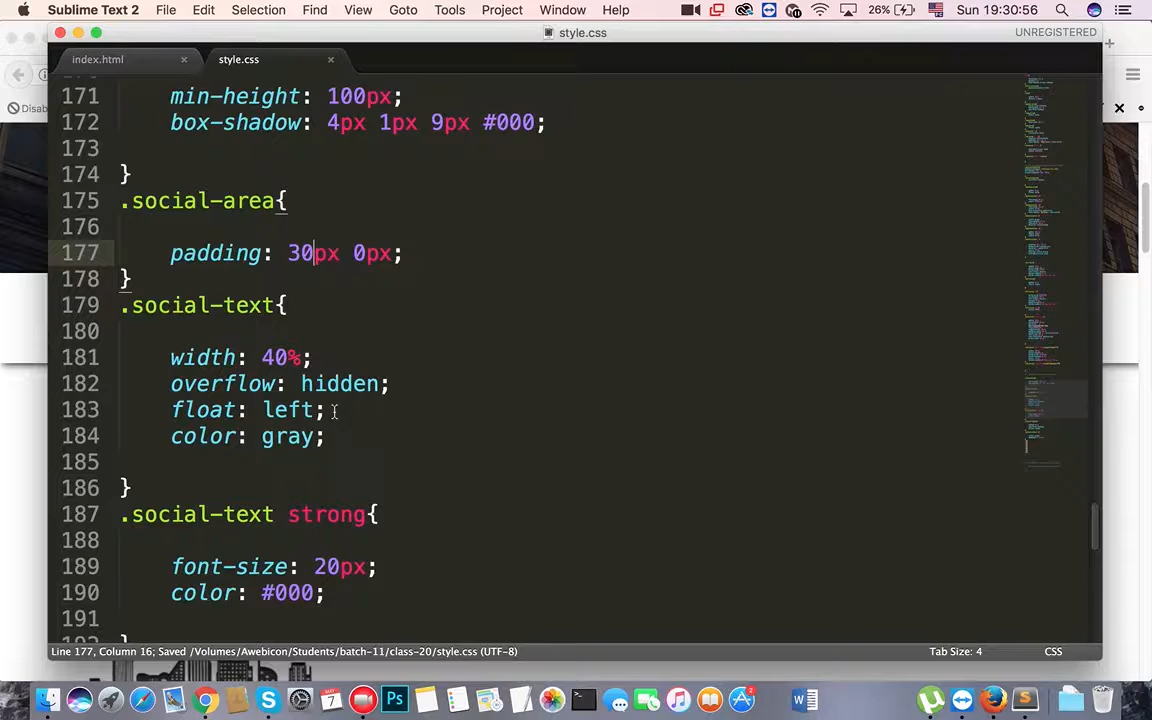 Sublime Text 2 File Edit Selection Find View Goto Tools Project Window Help 26% Sun 19:30:56
style.css UNREGISTERED
index.html × style.css ×
Disab
171 min-height: 100px;
172 box-shadow: 4px 1px 9px #000;
173
174 }
175 .social-area{
176
177 padding: 30px 0px;
178 }
179 .social-text{
180
181 width: 40%;
182 overflow: hidden;
183 float: left;
184 color: gray;
185
186 }
187 .social-text strong{
188
189 font-size: 20px;
190 color: #000;
191
192 }
Line 177, Column 16; Saved /Volumes/Awebicon/Students/batch-11/class-20/style.css (UTF-8) Tab Size: 4 CSS
7 Ps W